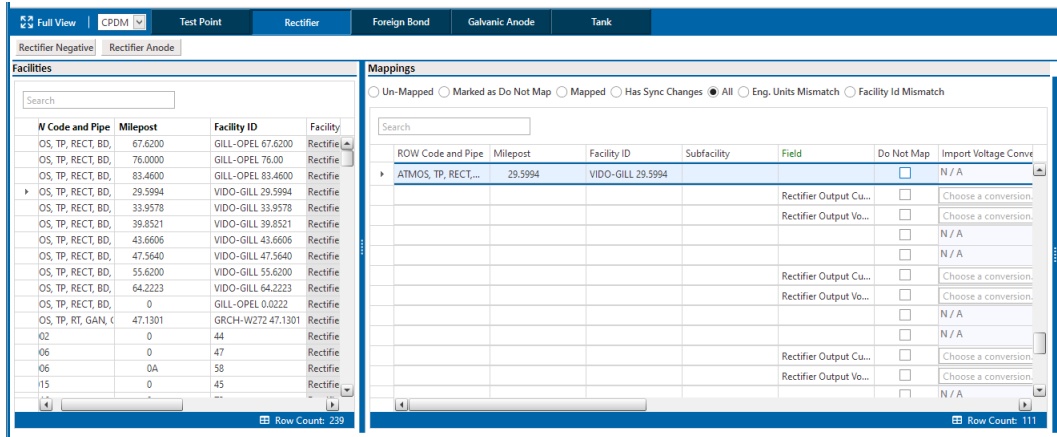 Full View | CPDM Test Point Rectifier Foreign Bond Galvanic Anode Tank
Rectifier Negative Rectifier Anode
Facilities
Search
W Code and Pipe Milepost Facility ID Facility
OS, TP, RECT, BD, 67.6200 GILL-OPEL 67.6200 Rectifie
OS, TP, RECT, BD, 76.0000 GILL-OPEL 76.00 Rectifie
OS, TP, RECT, BD, 83.4600 GILL-OPEL 83.4600 Rectifie
OS, TP, RECT, BD, 29.5994 VIDO-GILL 29.5994 Rectifie
OS, TP, RECT, BD, 33.9578 VIDO-GILL 33.9578 Rectifie
OS, TP, RECT, BD, 39.8521 VIDO-GILL 39.8521 Rectifie
OS, TP, RECT, BD, 43.6606 VIDO-GILL 43.6606 Rectifie
OS, TP, RECT, BD, 47.5640 VIDO-GILL 47.5640 Rectifie
OS, TP, RECT, BD, 55.6200 VIDO-GILL 55.6200 Rectifie
OS, TP, RECT, BD, 64.2223 VIDO-GILL 64.2223 Rectifie
OS, TP, RECT, BD, 0 GILL-OPEL 0.0222 Rectifie
OS, TP, RT, GAN, 47.1301 GRCH-W272 47.1301 Rectifie
02 0 44 Rectifie
06 0 47 Rectifie
06 0A 58 Rectifie
15 0 45 Rectifie
Row Count: 239
Mappings
Un-Mapped Marked as Do Not Map Mapped Has Sync Changes All Eng. Units Mismatch Facility Id Mismatch
Search
ROW Code and Pipe Milepost Facility ID Subfacility Field Do Not Map Import Voltage Conve
ATMOS, TP, RECT,... 29.5994 VIDO-GILL 29.5994 N / A
Rectifier Output Cu... Choose a conversion.
Rectifier Output Vo... Choose a conversion.
N / A
N / A
Rectifier Output Cu... Choose a conversion.
Rectifier Output Vo... Choose a conversion.
N / A
N / A
Rectifier Output Cu... Choose a conversion.
Rectifier Output Vo... Choose a conversion.
N / A
Row Count: 111